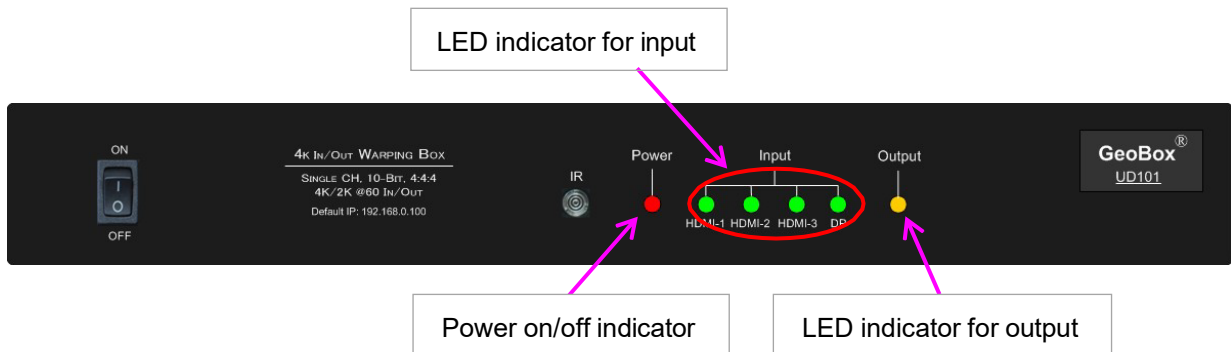 LED indicator for input
ON
I
O
OFF
4K IN/OUT WARPING BOX
SINGLE CH, 10-BIT, 4:4:4
4K/2K @60 IN/OUT
Default IP: 192.168.0.100
IR
Power
Input
HDMI-1 HDMI-2 HDMI-3 DP
Output
GeoBox®
UD101
Power on/off indicator
LED indicator for output